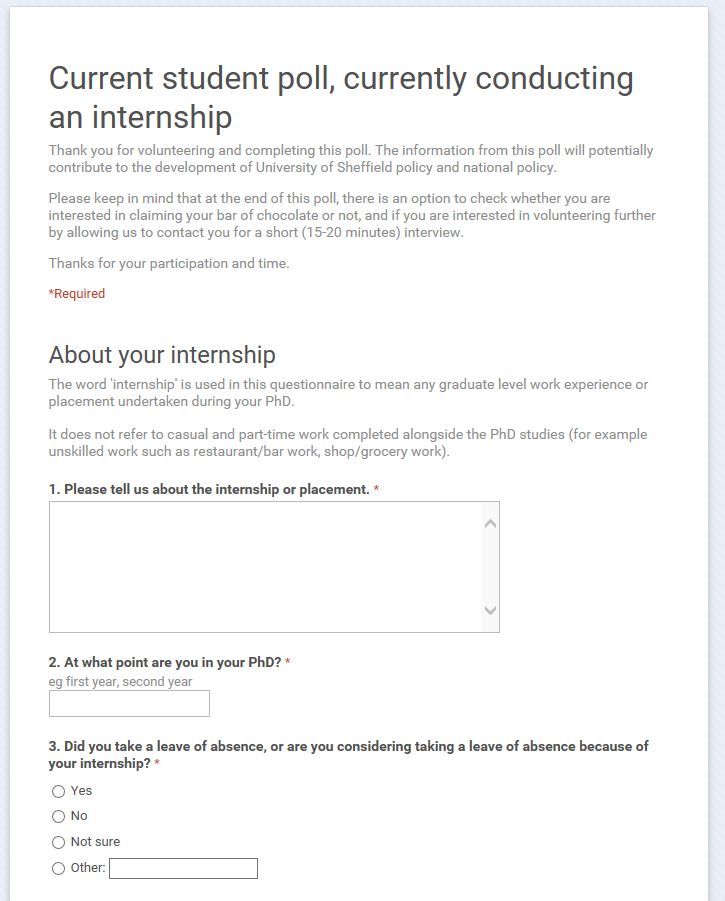 Current student poll, currently conducting
an internship
Thank you for volunteering and completing this poll. The information from this poll will potentially
contribute to the development of University of Sheffield policy and national policy.
Please keep in mind that at the end of this poll, there is an option to check whether you are
interested in claiming your bar of chocolate or not, and if you are interested in volunteering further
by allowing us to contact you for a short (15-20 minutes) interview.
Thanks for your participation and time.
*Required
About your internship
The word 'internship' is used in this questionnaire to mean any graduate level work experience or
placement undertaken during your PhD.
It does not refer to casual and part-time work completed alongside the PhD studies (for example
unskilled work such as restaurant/bar work, shop/grocery work).
1. Please tell us about the internship or placement. *
2. At what point are you in your PhD? *
eg first year, second year
3. Did you take a leave of absence, or are you considering taking a leave of absence because of
your internship? *
Yes
No
Not sure
Other: